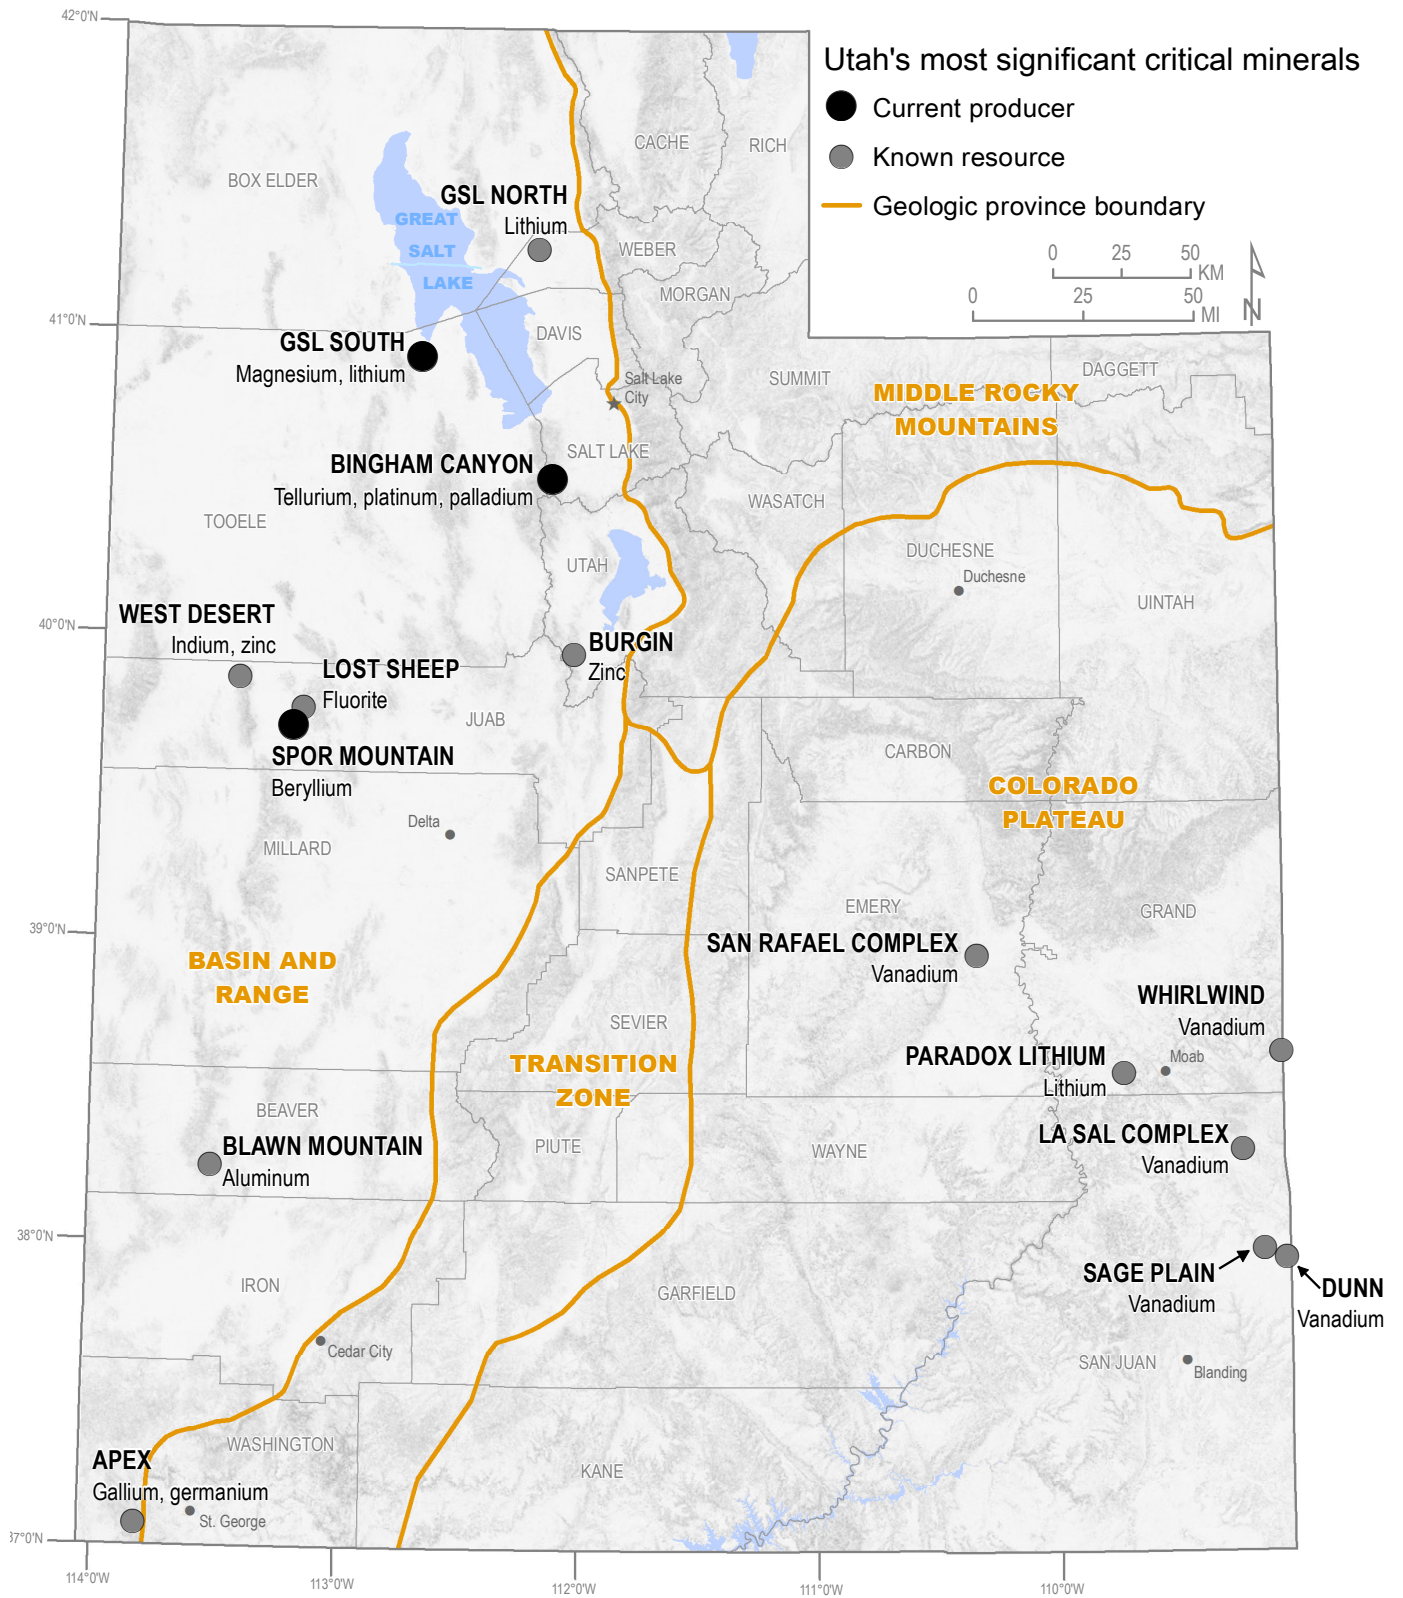 42°0'N
Utah's most significant critical minerals
Current producer
Known resource
Geologic province boundary
0 25 50
KM
0 25 50
MI
N
CACHE
RICH
BOX ELDER
GSL NORTH
Lithium
GREAT
SALT
LAKE
WEBER
MORGAN
41°0'N
DAVIS
GSL SOUTH
Magnesium, lithium
Salt Lake
City
SUMMIT
DAGGETT
MIDDLE ROCKY
MOUNTAINS
SALT LAKE
BINGHAM CANYON
Tellurium, platinum, palladium
WASATCH
TOOELE
UTAH
DUCHESNE
Duchesne
UINTAH
40°0'N
WEST DESERT
Indium, zinc
BURGIN
Zinc
LOST SHEEP
Fluorite
JUAB
SPOR MOUNTAIN
Beryllium
CARBON
COLORADO
PLATEAU
Delta
MILLARD
SANPETE
EMERY
GRAND
39°0'N
SAN RAFAEL COMPLEX
Vanadium
BASIN AND
RANGE
WHIRLWIND
Vanadium
SEVIER
TRANSITION
ZONE
PARADOX LITHIUM
Lithium
Moab
BEAVER
BLAWN MOUNTAIN
Aluminum
PIUTE
WAYNE
LA SAL COMPLEX
Vanadium
38°0'N
SAGE PLAIN
Vanadium
DUNN
Vanadium
IRON
GARFIELD
Cedar City
SAN JUAN
Blanding
WASHINGTON
APEX
Gallium, germanium
St. George
KANE
37°0'N
114°0'W
113°0'W
112°0'W
111°0'W
110°0'W